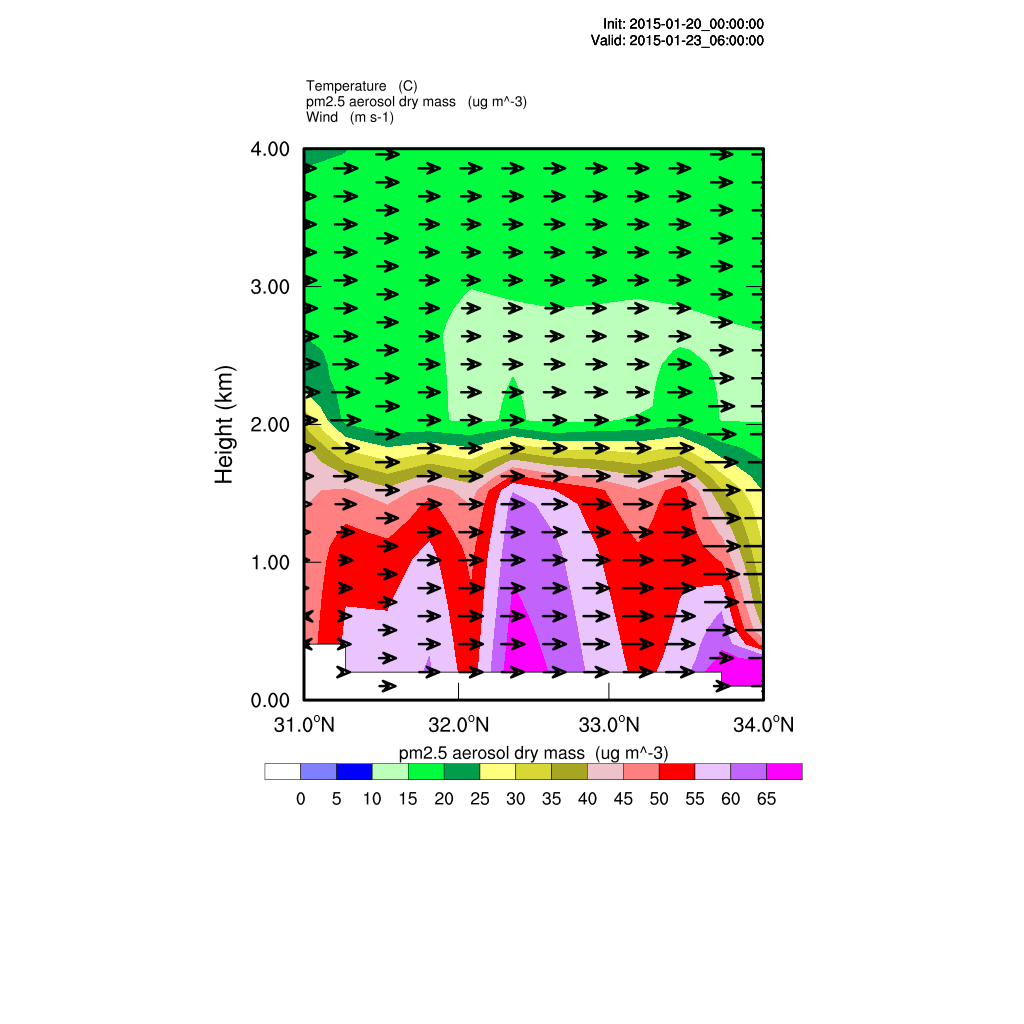 Init: 2015-01-20_00:00:00
Valid: 2015-01-23_06:00:00
Temperature (C)
pm2.5 aerosol dry mass (ug m^-3)
Wind (m s-1)
4.00
3.00
2.00
1.00
0.00
Height (km)
31.0°N 32.0°N 33.0°N 34.0°N
pm2.5 aerosol dry mass (ug m^-3)
0 5 10 15 20 25 30 35 40 45 50 55 60 65